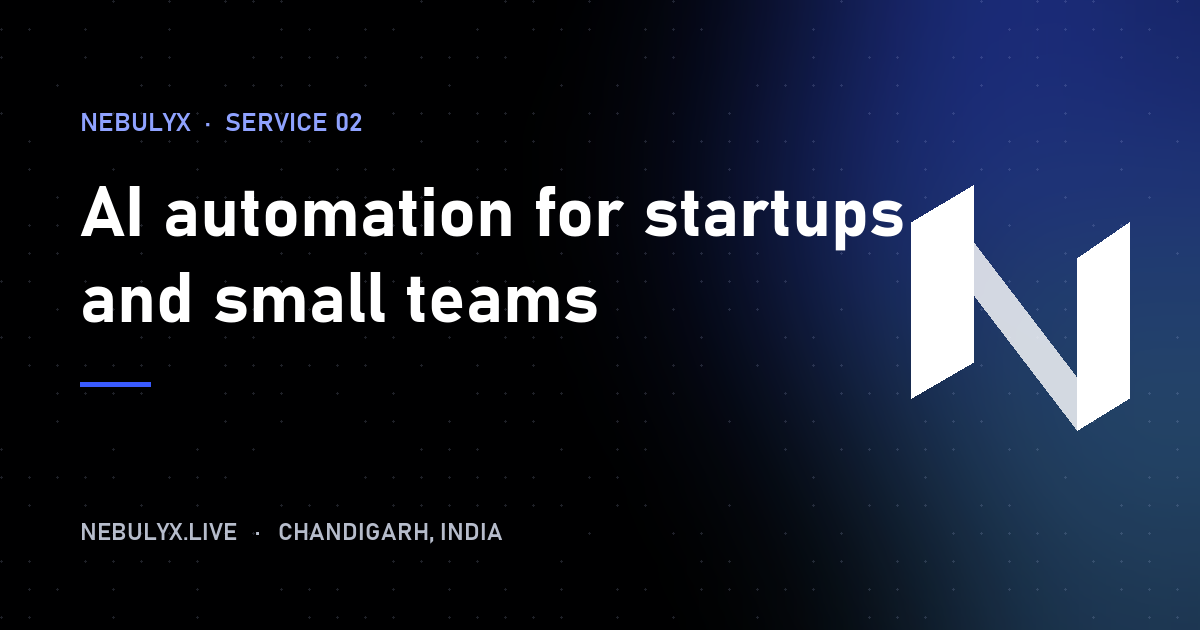 NEBULYX · SERVICE 02
AI automation for startups
and small teams
NEBULYX.LIVE · CHANDIGARH, INDIA